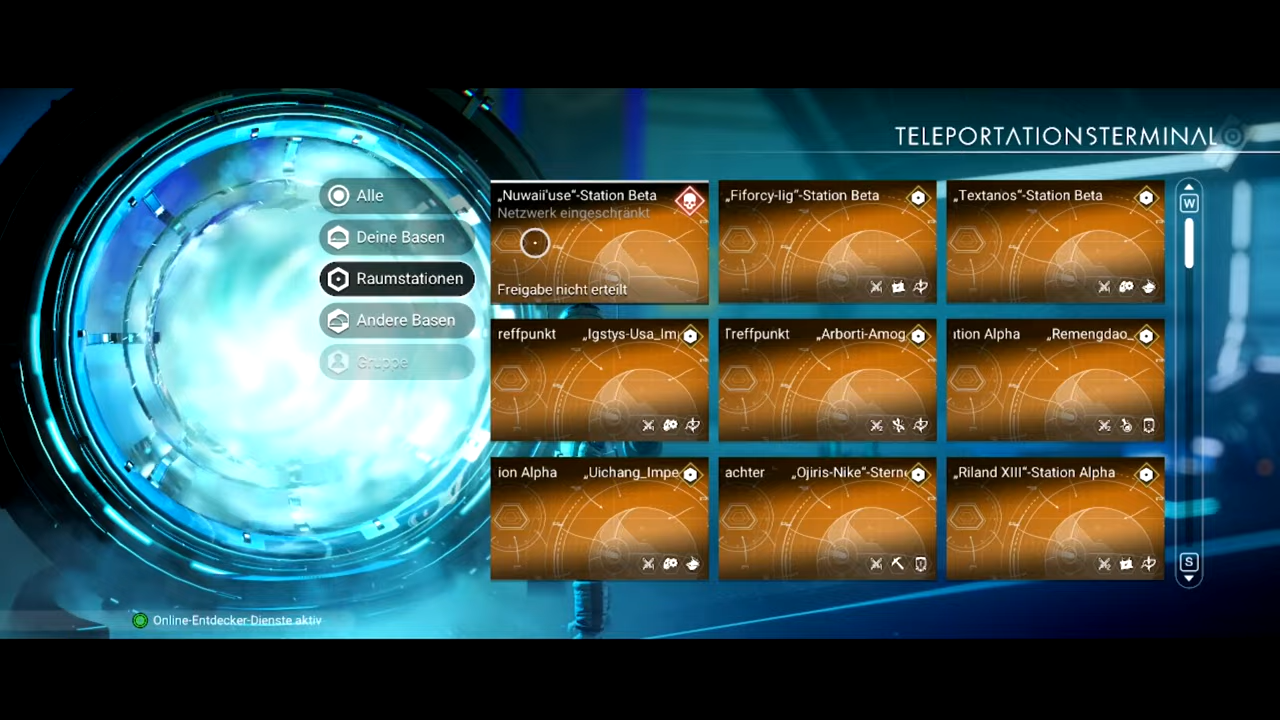 TELEPORTATIONSTERMINAL
Alle
Deine Basen
Raumstationen
Andere Basen
Gruppe
„Nuwaii'use“-Station Beta
Netzwerk eingeschränkt
Freigabe nicht erteilt
„Fiforcy-lig“-Station Beta
„Textanos“-Station Beta
reffpunkt „Igstys-Usa_Im
Treffpunkt „Arborti-Amog
ation Alpha „Remengdao_
ion Alpha „Uichang_Impe
achter „Ojiris-Nike“-Stern
„Riland XIII“-Station Alpha
W
S
Online-Entdecker-Dienste aktiv